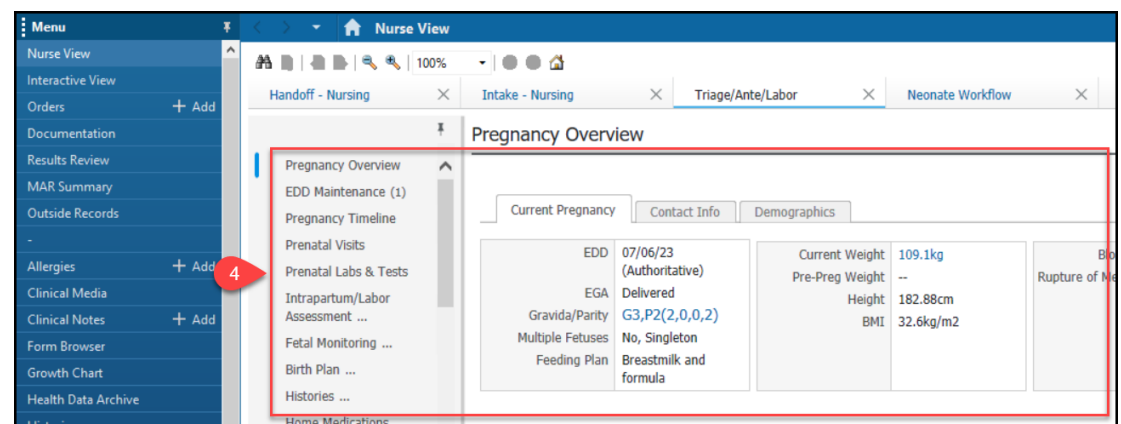 Menu
Nurse View
Nurse View
Interactive View
Orders + Add
Documentation
Results Review
MAR Summary
Outside Records
-
Allergies + Add
Clinical Media
Clinical Notes + Add
Form Browser
Growth Chart
Health Data Archive
100%
Handoff - Nursing
Intake - Nursing
Triage/Ante/Labor
Neonate Workflow
4
Pregnancy Overview
EDD Maintenance (1)
Pregnancy Timeline
Prenatal Visits
Prenatal Labs & Tests
Intrapartum/Labor
Assessment ...
Fetal Monitoring ...
Birth Plan ...
Histories ...
Home Medications
Pregnancy Overview
Current Pregnancy
Contact Info
Demographics
EDD 07/06/23
(Authoritative)
EGA Delivered
Gravida/Parity G3,P2(2,0,0,2)
Multiple Fetuses No, Singleton
Feeding Plan Breastmilk and
formula
Current Weight 109.1kg
Pre-Preg Weight --
Height 182.88cm
BMI 32.6kg/m2
Rupture of